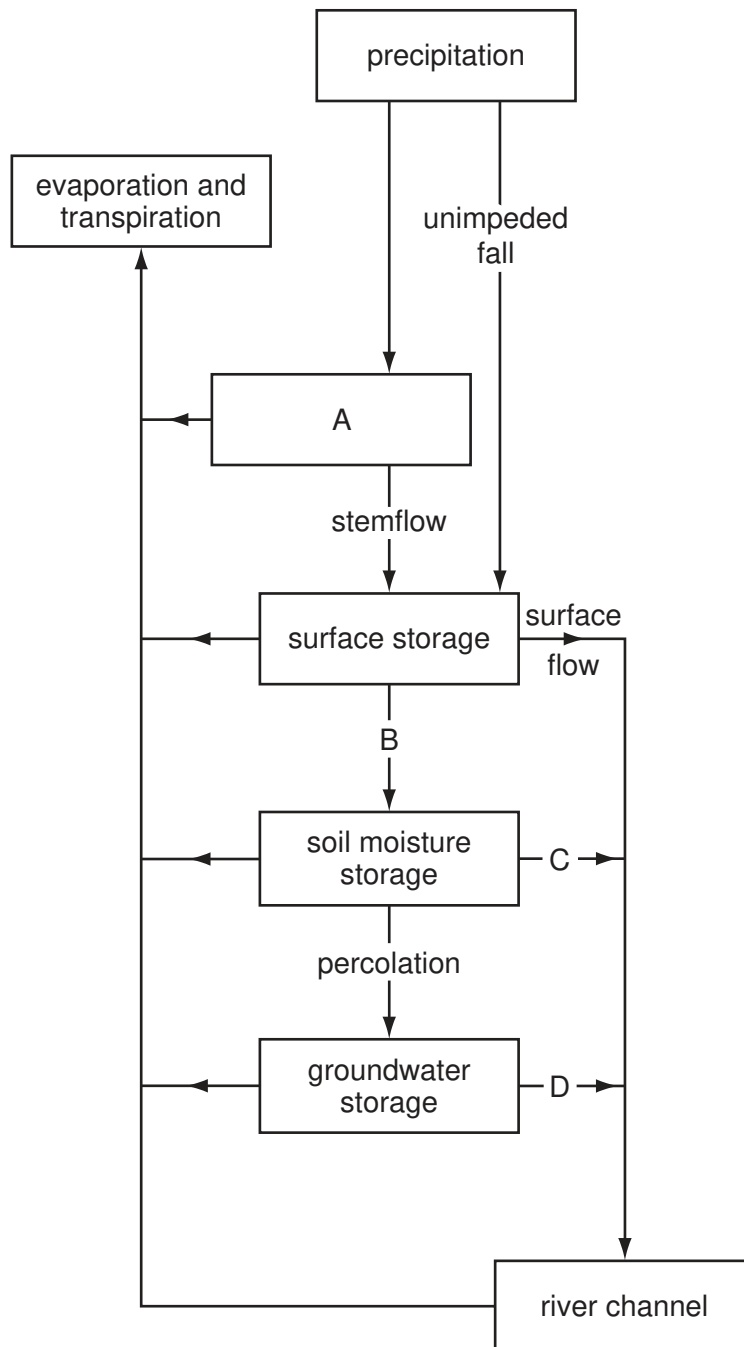 precipitation
evaporation and
transpiration
unimpeded
fall
A
stemflow
surface storage
surface
flow
B
soil moisture
storage
C
percolation
groundwater
storage
D
river channel